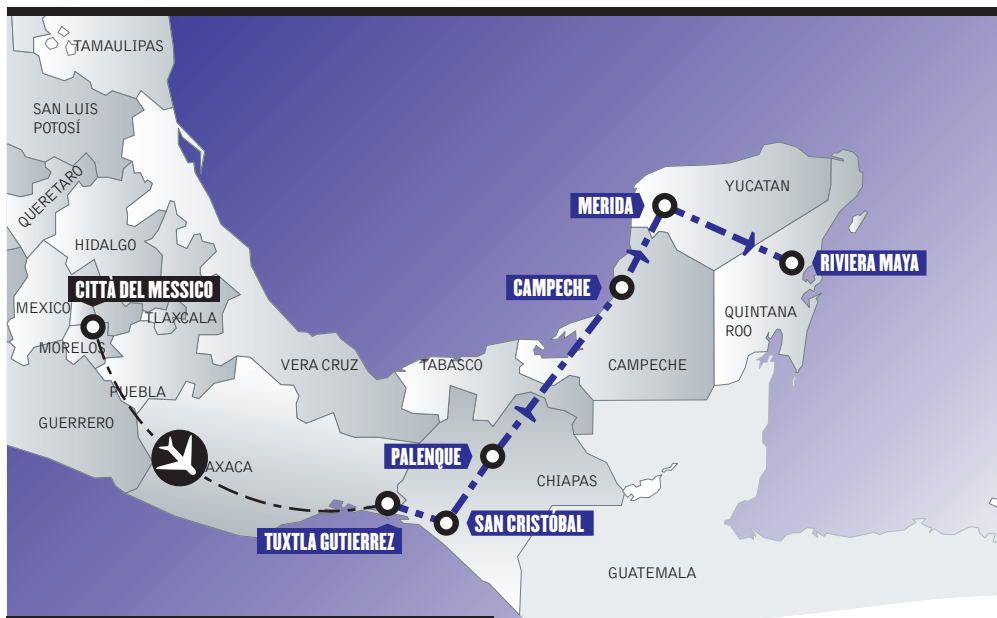 TAMAULIPAS
SAN LUIS
POTOSÍ
QUERETARO
YUCATAN
MERIDA
HIDALGO
RIVIERA MAYA
CITTÀ DEL MESSICO
CAMPECHE
MEXICO
TLAXCALA
QUINTANA
ROO
MORELOS
VERA CRUZ
TABASCO
CAMPECHE
PUEBLA
GUERRERO
PALENQUE
AXACA
CHIAPAS
SAN CRISTÓBAL
TUXTLA GUTIERREZ
GUATEMALA